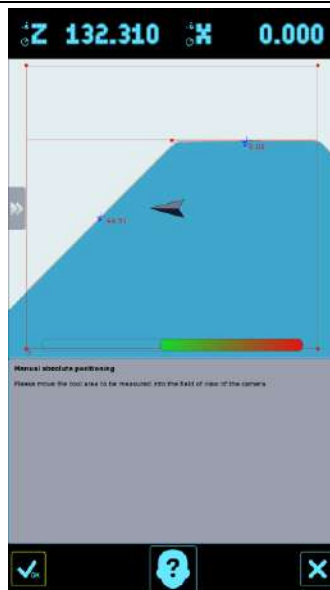 Z 132.310 X 0.000
Manual absolute positioning
Please move the tool area to be measured into the field of view of the camera
OK